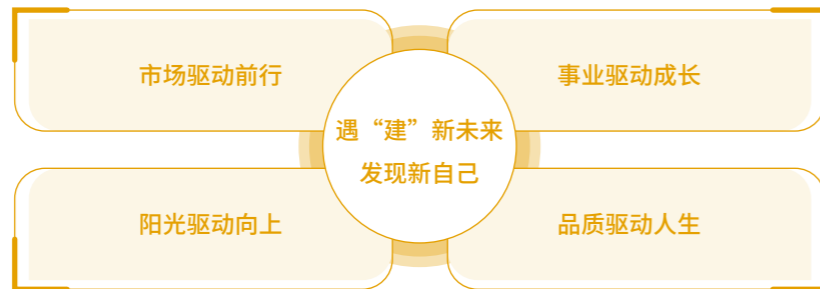 市场驱动前行
事业驱动成长
遇“建”新未来
发现新自己
阳光驱动向上
品质驱动人生